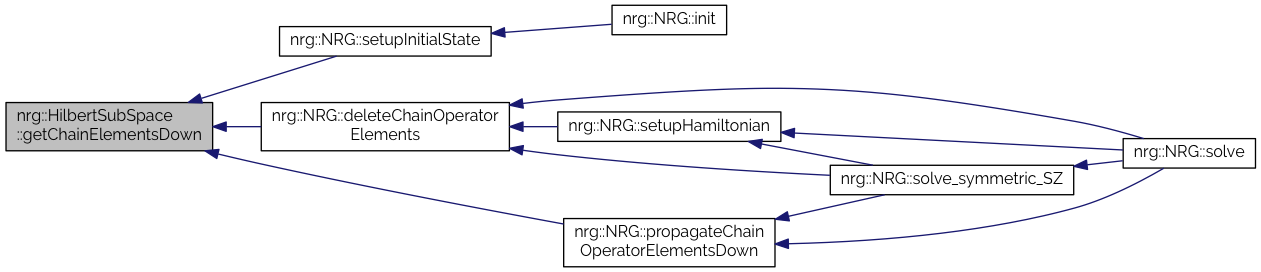 nrg::HilbertSubSpace
::getChainElementsDown
nrg::NRG::setupInitialState
nrg::NRG::init
nrg::NRG::deleteChainOperator
Elements
nrg::NRG::setupHamiltonian
nrg::NRG::solve
nrg::NRG::solve_symmetric_SZ
nrg::NRG::propagateChain
OperatorElementsDown